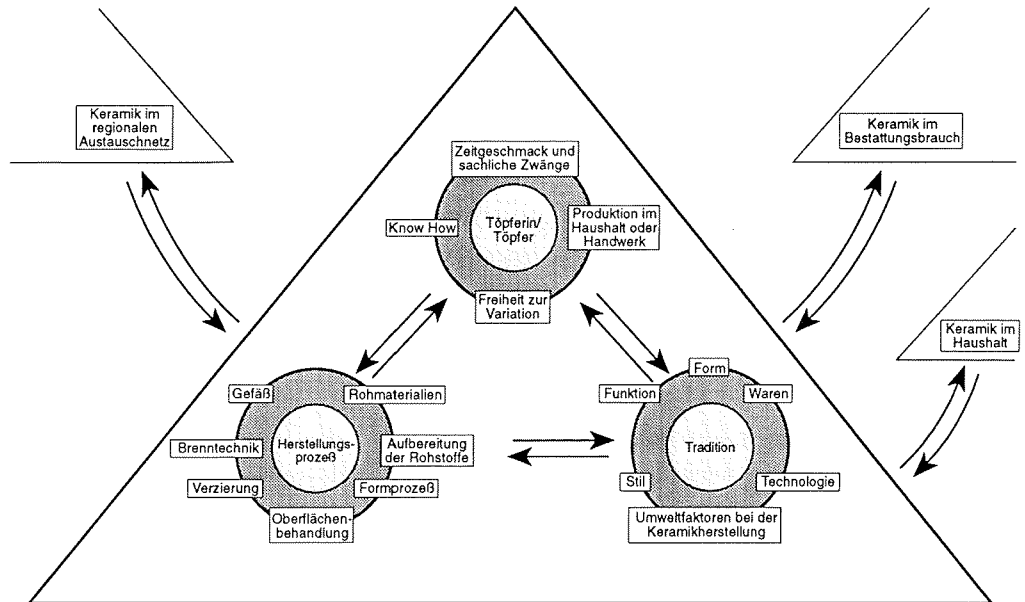 Keramik im
regionalen
Austauschnetz
Keramik im
Bestattungsbrauch
Zeitgeschmack und
sachliche Zwänge
Know How
Töpferin/
Töpfer
Produktion im
Haushalt oder
Handwerk
Freiheit zur
Variation
Keramik im
Haushalt
Gefäß
Rohmaterialien
Brenntechnik
Herstellungs-
prozeß
Aufbereitung
der Rohstoffe
Verzierung
Formprozeß
Oberflächen-
behandlung
Form
Funktion
Waren
Tradition
Stil
Technologie
Umweltfaktoren bei der
Keramikherstellung